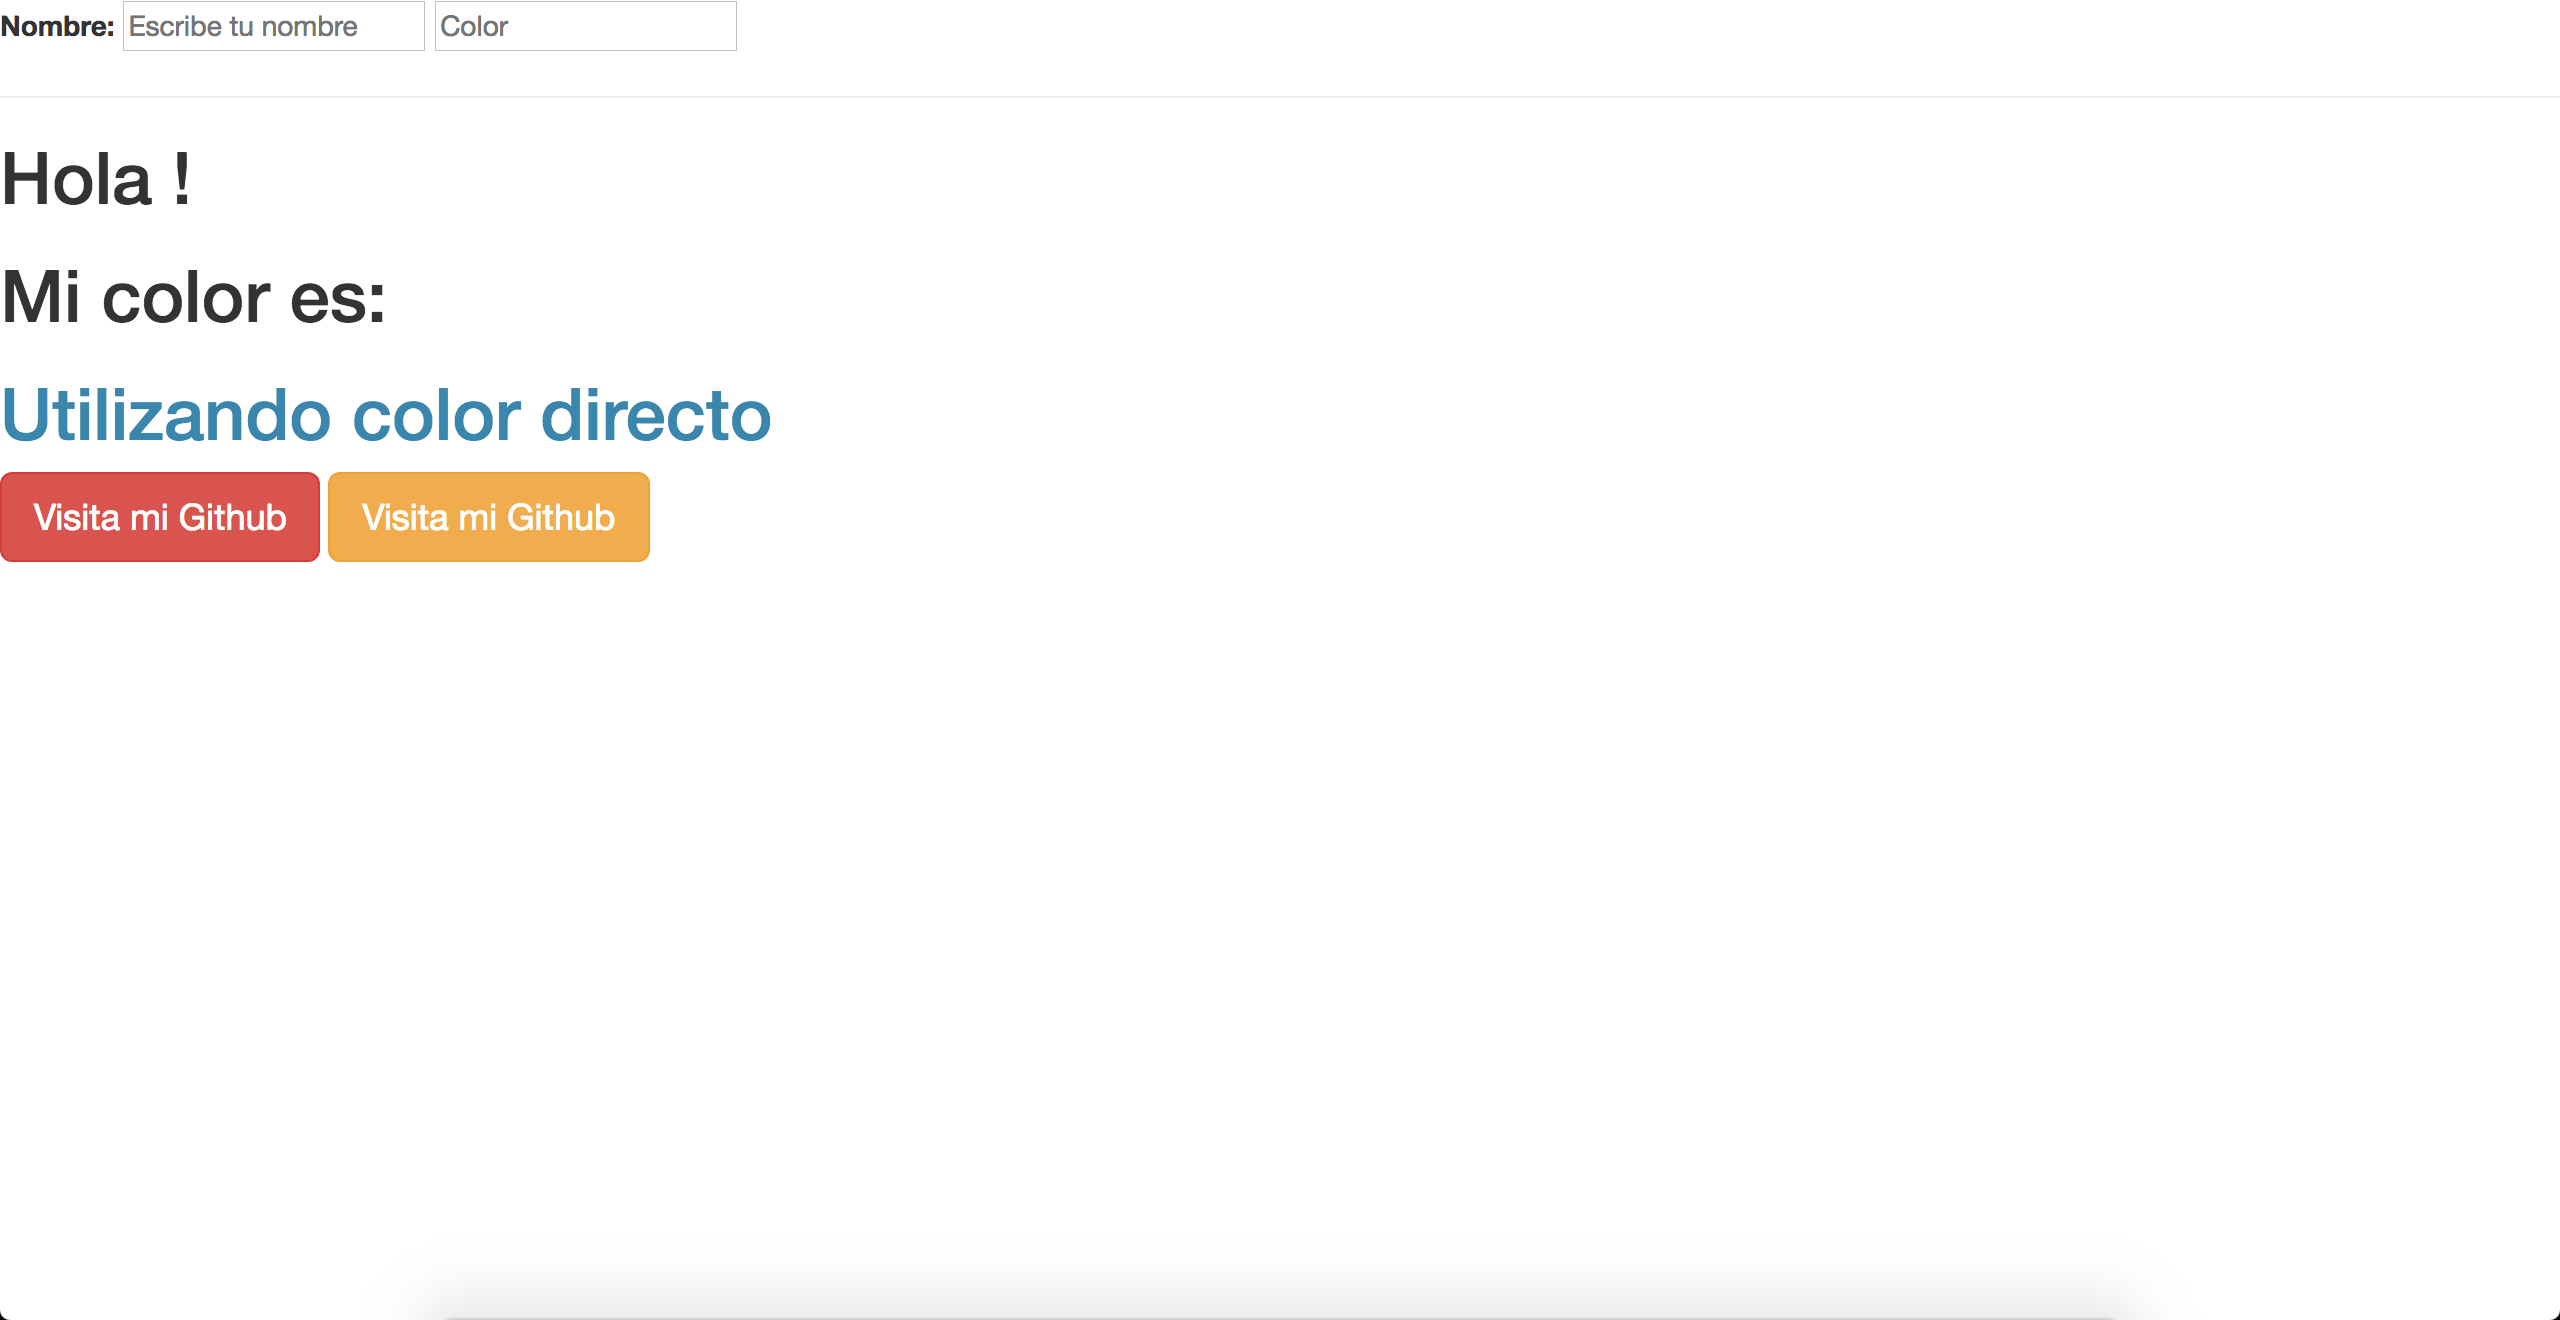 Nombre: Escribe tu nombre Color
Hola !
Mi color es:
Utilizando color directo
Visita mi Github Visita mi Github